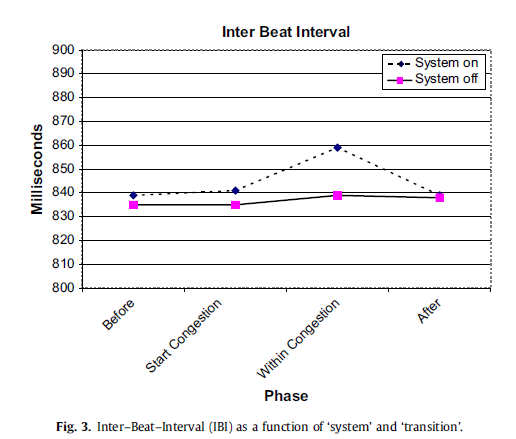 Inter Beat Interval
System on
System off
900
890
880
870
860
850
840
830
820
810
800
Milliseconds
Before
Start Congestion
Within Congestion
After
Phase
Fig. 3. Inter–Beat–Interval (IBI) as a function of ‘system’ and ‘transition’.